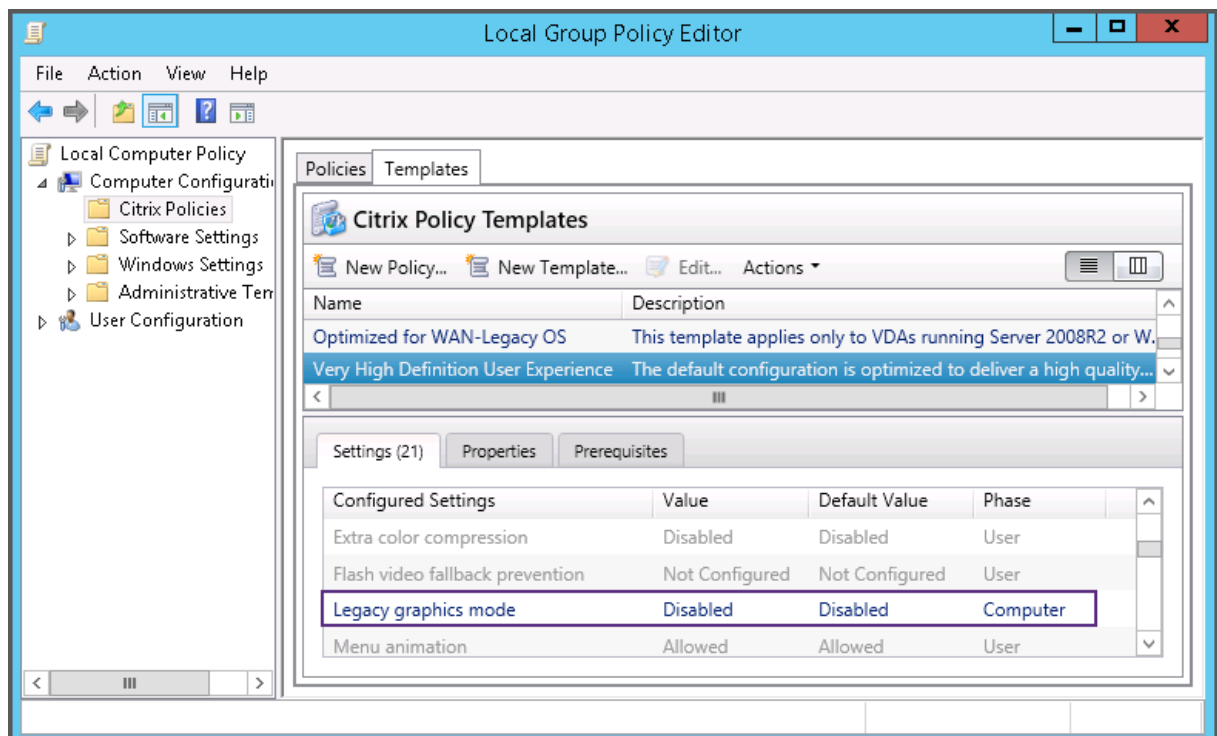 Local Group Policy Editor
File Action View Help
Local Computer Policy
Computer Configurati
Citrix Policies
Software Settings
Windows Settings
Administrative Tem
User Configuration
Policies Templates
Citrix Policy Templates
New Policy... New Template... Edit... Actions
Name Description
Optimized for WAN-Legacy OS This template applies only to VDAs running Server 2008R2 or W.
Very High Definition User Experience The default configuration is optimized to deliver a high quality...
Settings (21) Properties Prerequisites
Configured Settings Value Default Value Phase
Extra color compression Disabled Disabled User
Flash video fallback prevention Not Configured Not Configured User
Legacy graphics mode Disabled Disabled Computer
Menu animation Allowed Allowed User